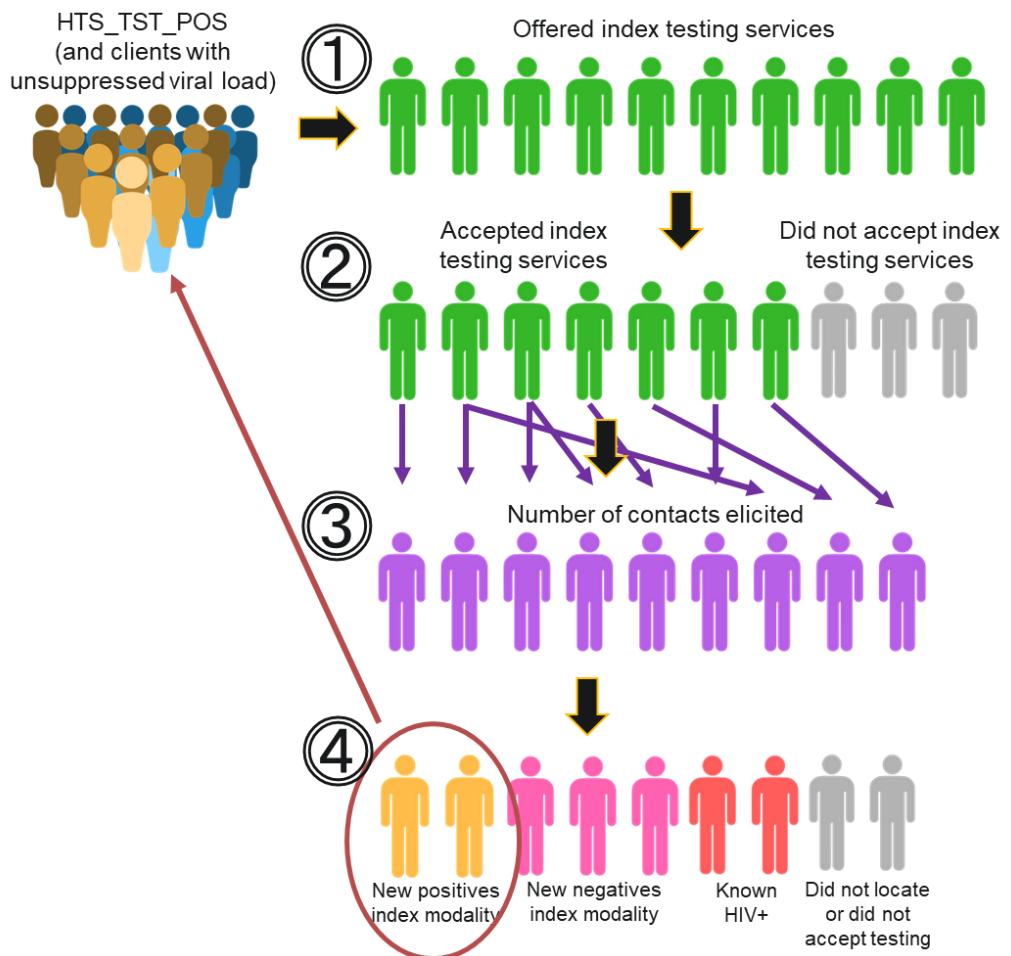 HTS_TST_POS
(and clients with
unsuppressed viral load)
1
Offered index testing services
2
Accepted index
testing services
Did not accept index
testing services
3
Number of contacts elicited
4
New positives
index modality
New negatives
index modality
Known
HIV+
Did not locate
or did not
accept testing